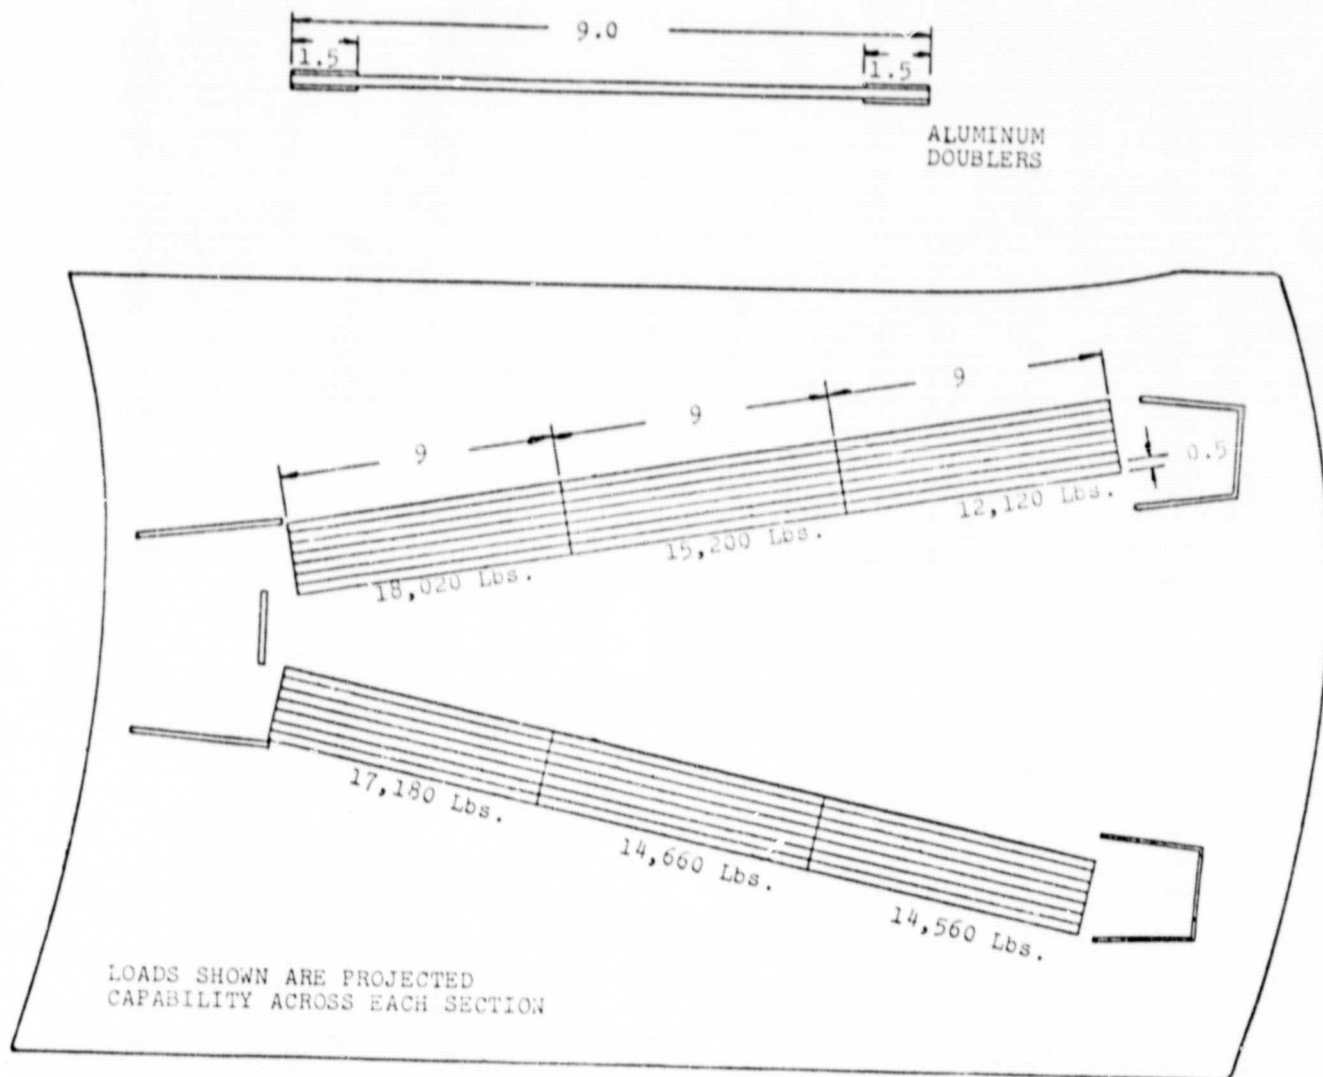 9.0
1.5
1.5
ALUMINUM
DOUBLERS
9
9
9
0.5
12,120 Lbs.
15,200 Lbs.
18,020 Lbs.
17,180 Lbs.
14,660 Lbs.
14,560 Lbs.
LOADS SHOWN ARE PROJECTED
CAPABILITY ACROSS EACH SECTION